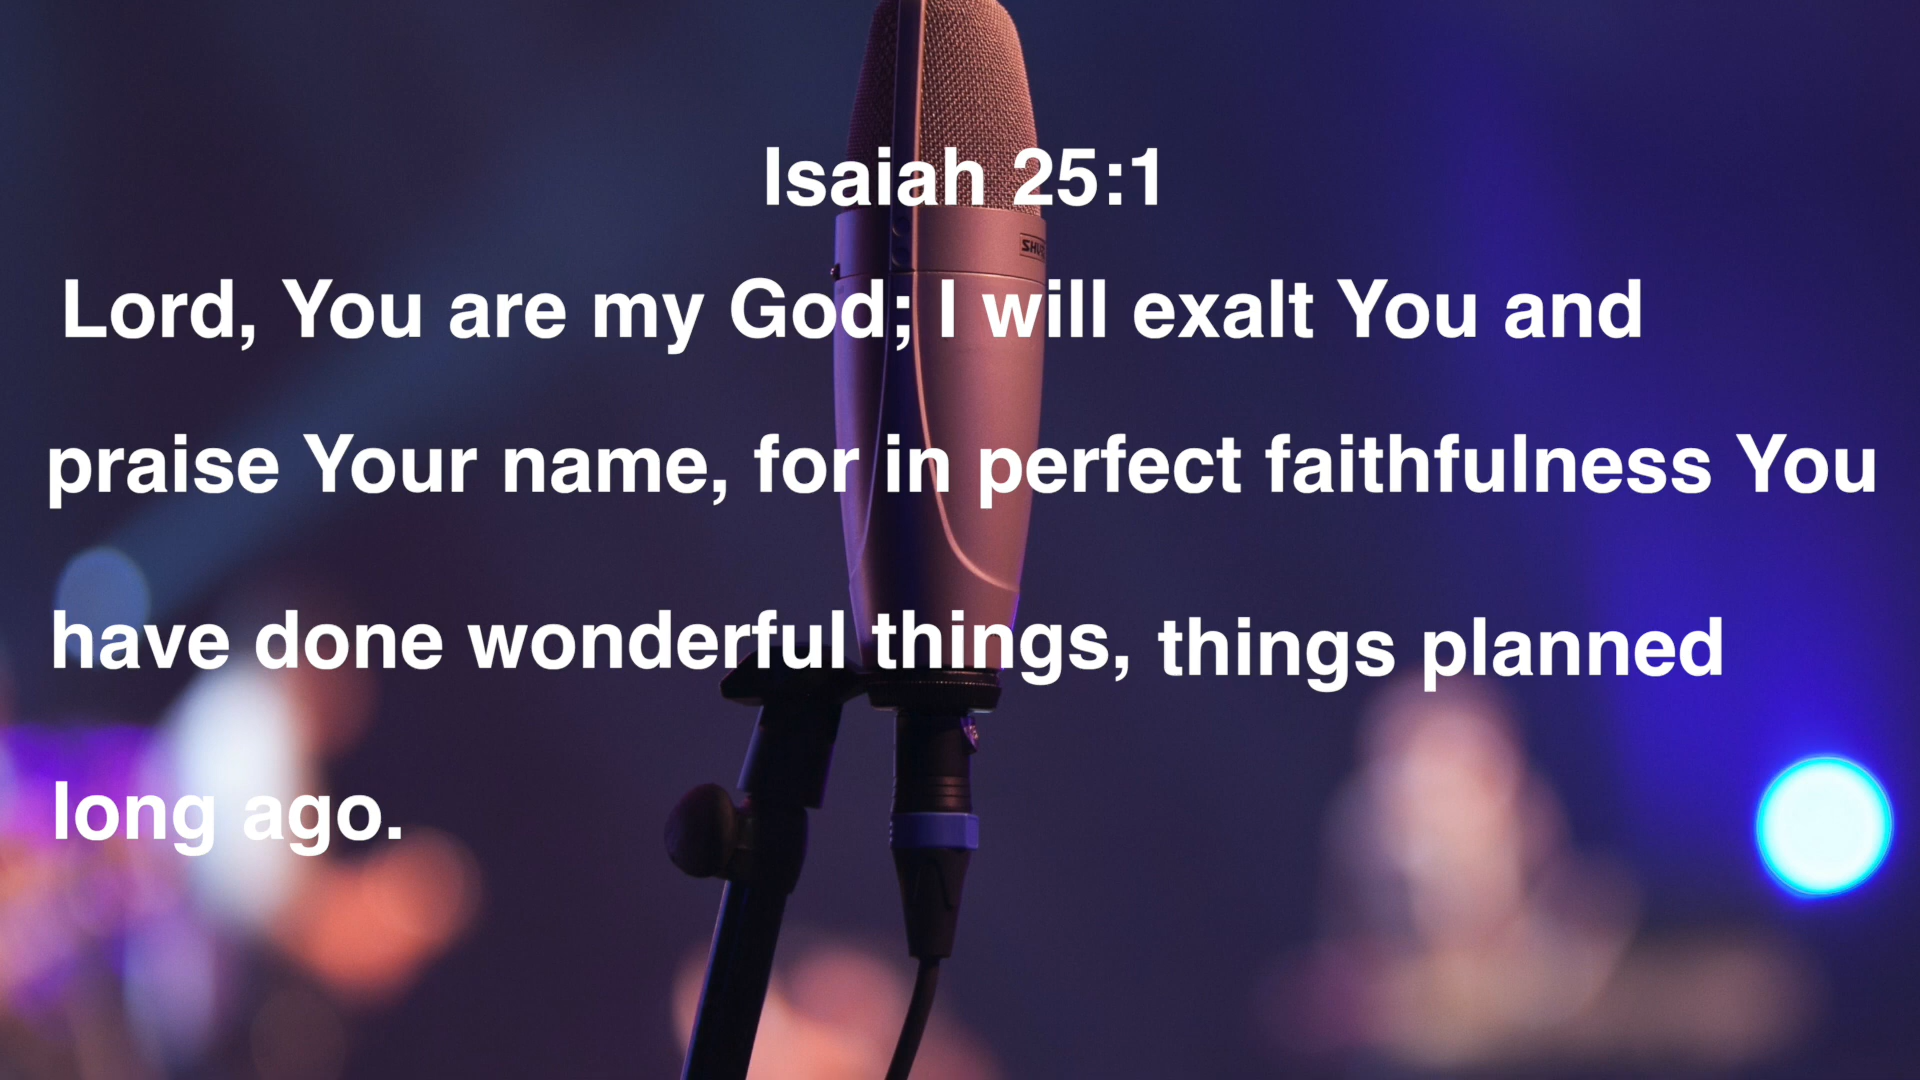 Isaiah 25:1
Lord, You are my God; I will exalt You and
praise Your name, for in perfect faithfulness You
have done wonderful things, things planned
long ago.